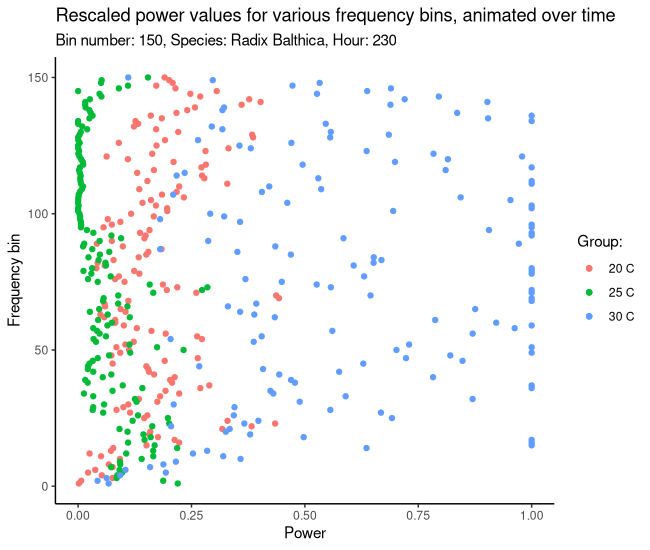 Rescaled power values for various frequency bins, animated over time
Bin number: 150, Species: Radix Balthica, Hour: 230
150
100
50
0
Frequency bin
0.00
0.25
0.50
0.75
1.00
Power
Group:
20 C
25 C
30 C